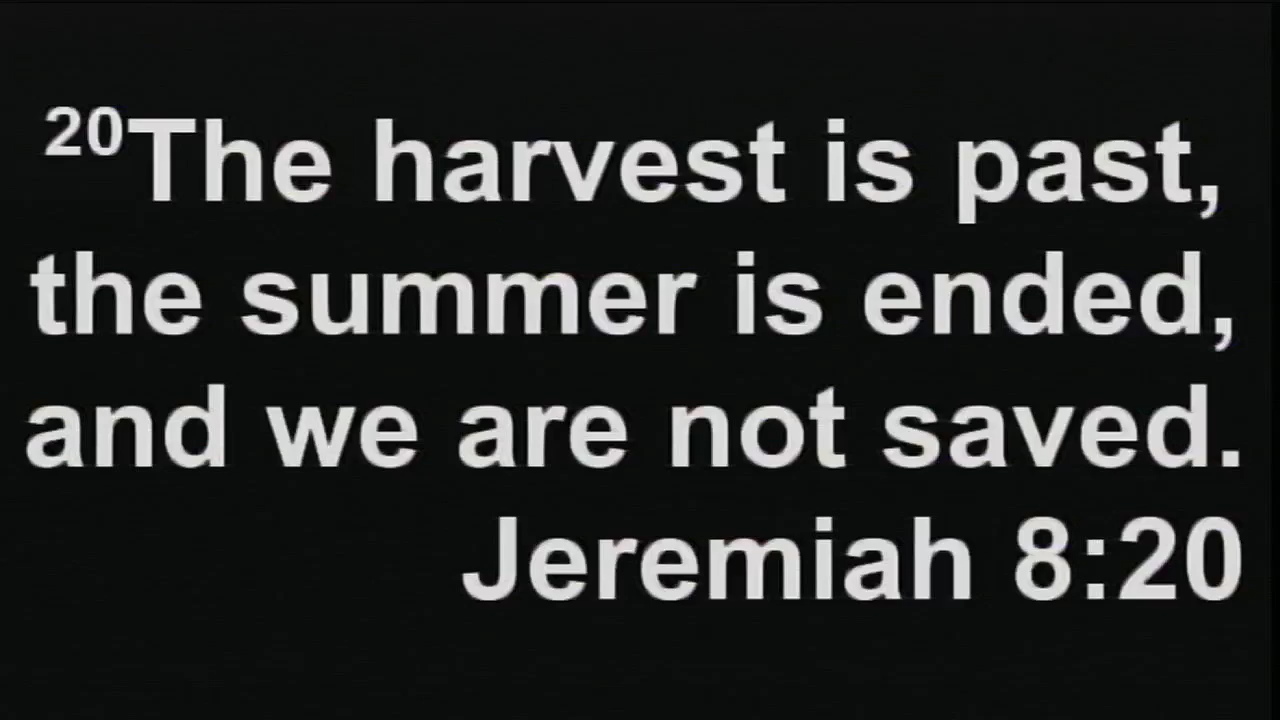 20The harvest is past,
the summer is ended,
and we are not saved.
Jeremiah 8:20